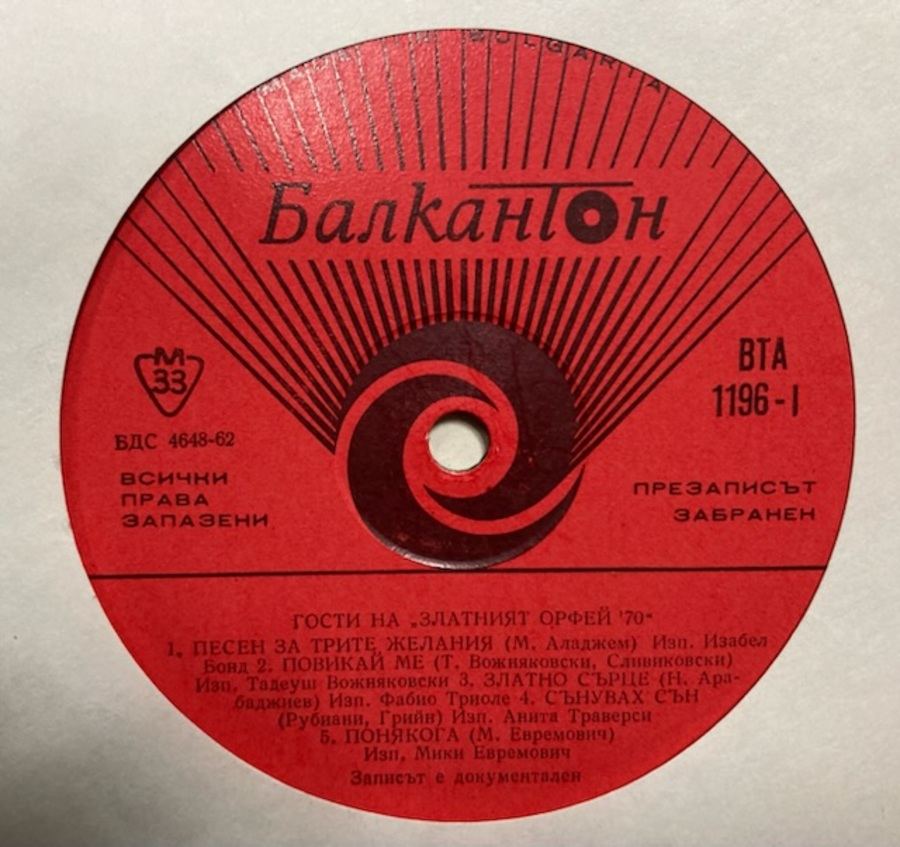 BULGARIA
Балкантон
М
33
БДС 4648-62
ВСИЧКИ
ПРАВА
ЗАПАЗЕНИ
ВТА
1196-I
ПРЕЗАПИСЪТ
ЗАБРАНЕН
ГОСТИ НА „ЗЛАТНИЯТ ОРФЕЙ '70“
1. ПЕСЕН ЗА ТРИТЕ ЖЕЛАНИЯ (М. Аладжем) Изп. Изабел
Бонд 2. ПОВИКАЙ МЕ (Т. Вожняковски, Сливиковски)
Изп. Тадеуш Вожняковски 3. ЗЛАТНО СЪРЦЕ (Н. Ара-
баджиев) Изп. Фабио Триоле 4. СЪНУВАХ СЪН
(Рубиани, Грийн) Изп. Анита Траверси
5. ПОНЯКОГА (М. Евремович)
Изп. Мики Евремович
Записът е документален